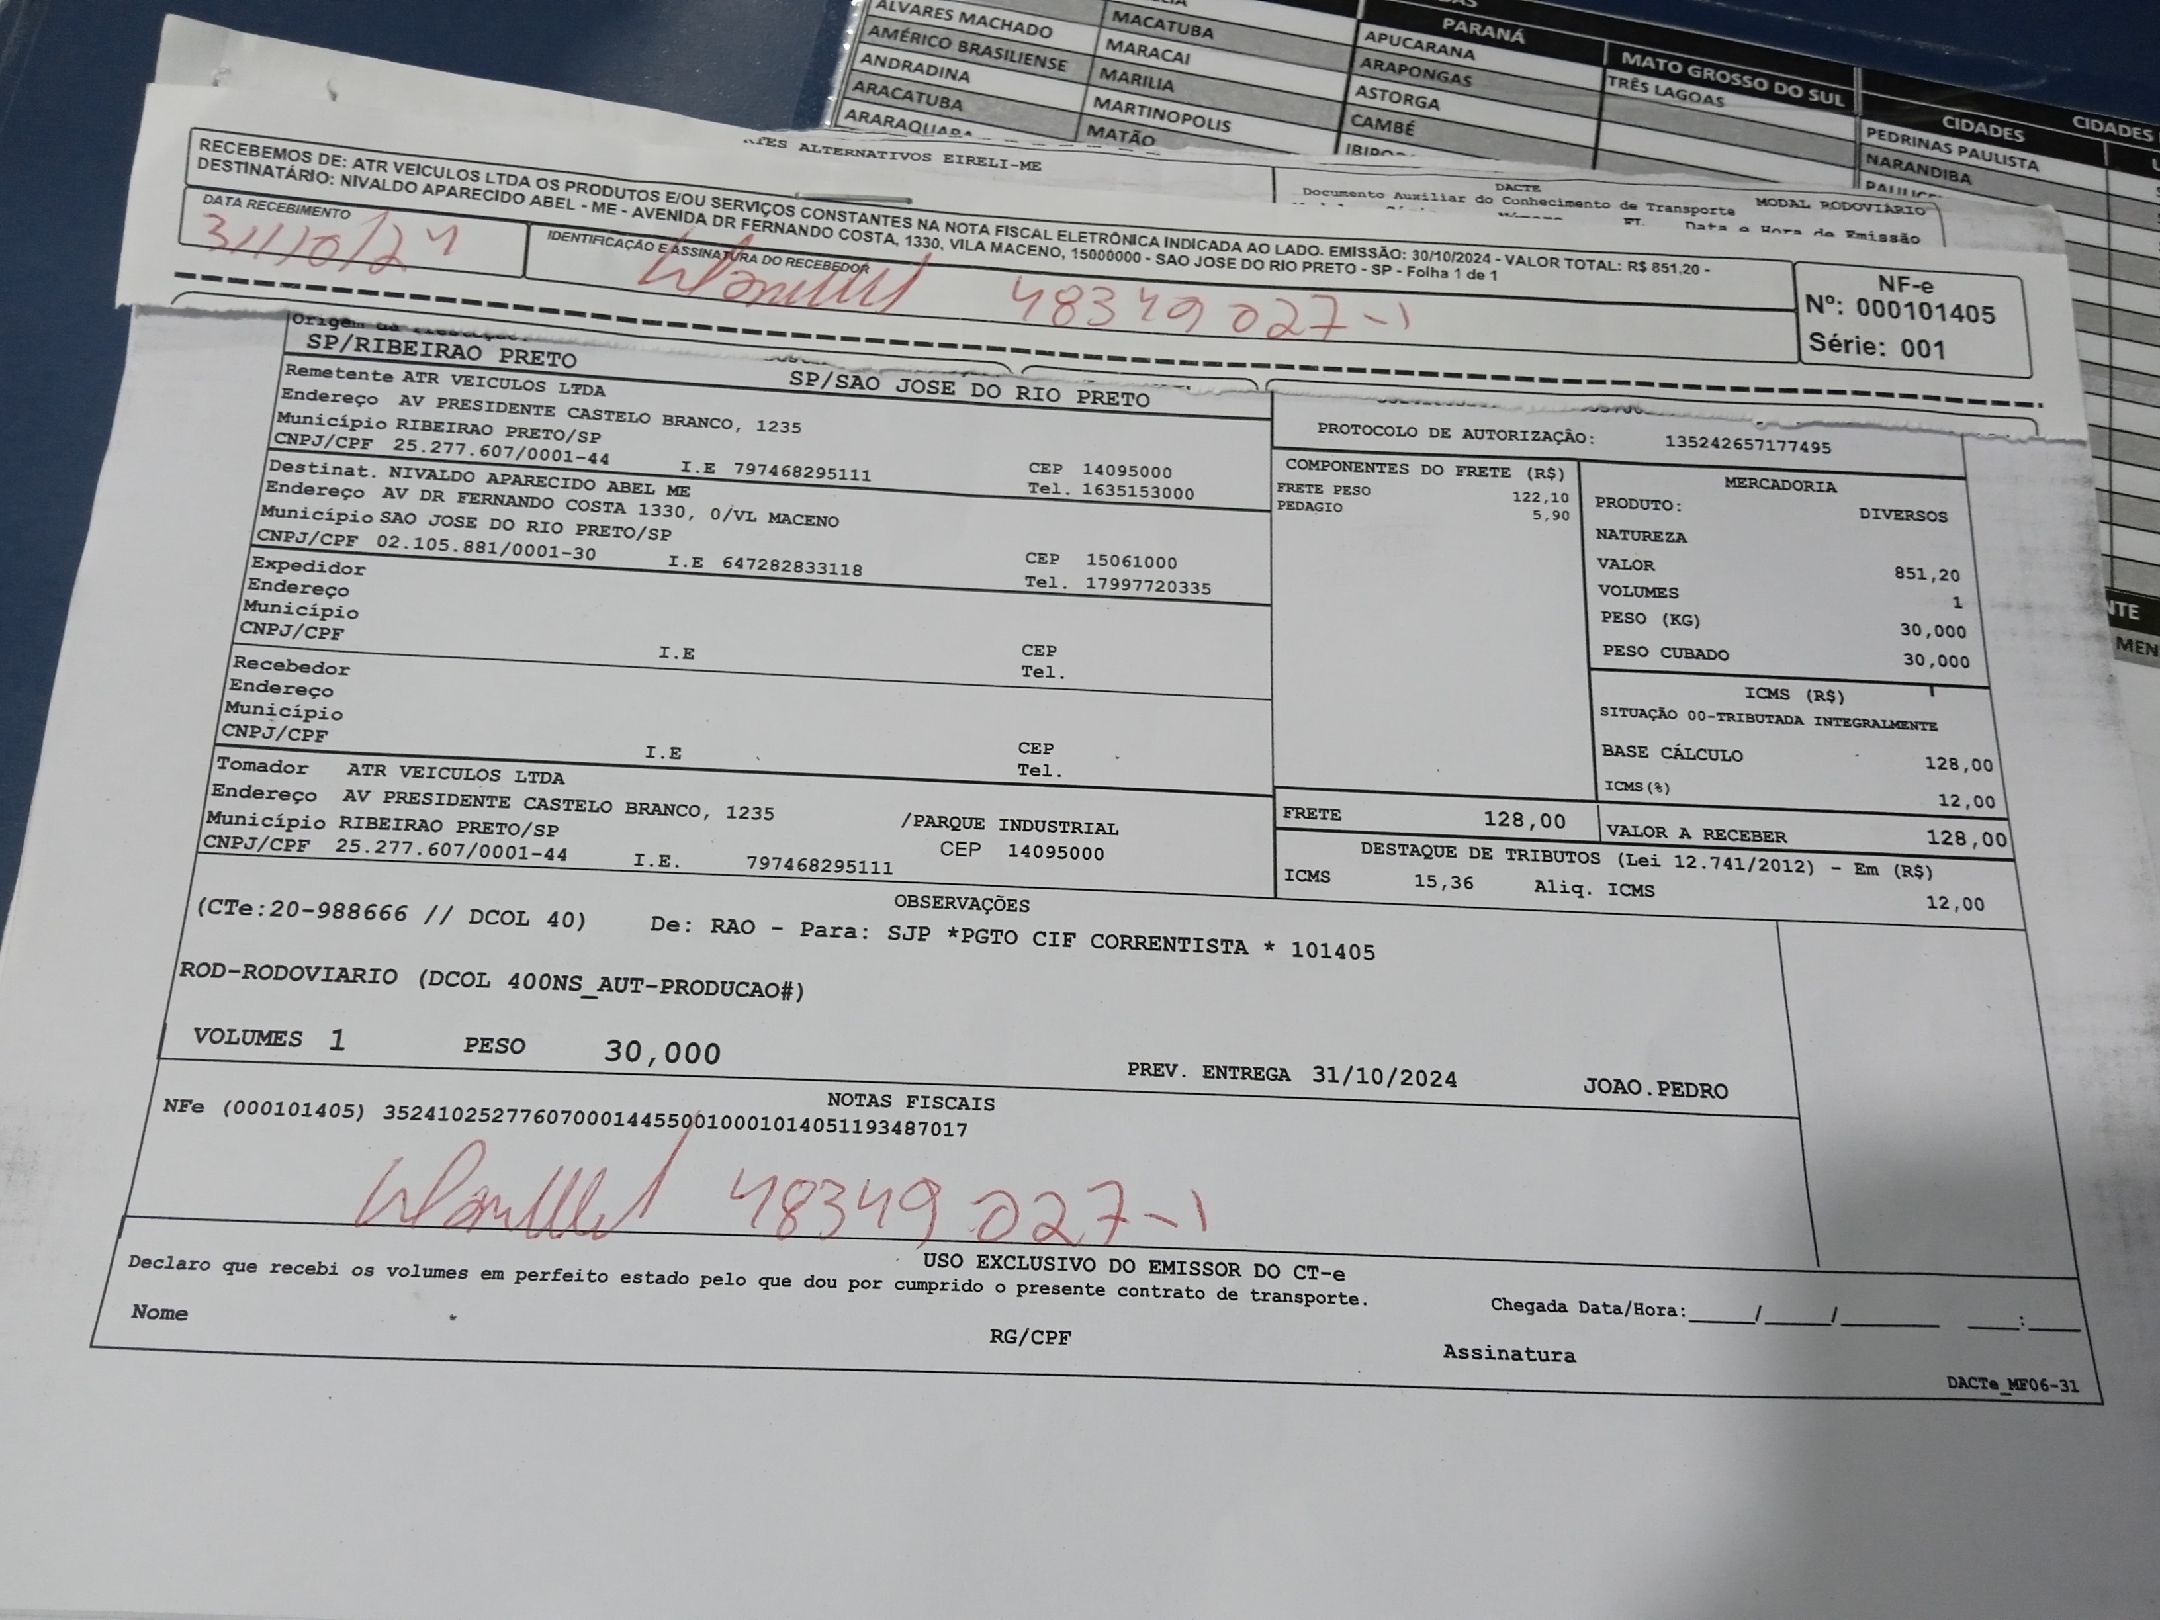 ALVARES MACHADO
AMÉRICO BRASILIENSE
ANDRADINA
ARACATUBA
ARARAQUARA
MACATUBA
MARACAI
MARILIA
MARTINOPOLIS
MATÃO
PARANÁ
APUCARANA
ARAPONGAS
ASTORGA
CAMBÉ
MATO GROSSO DO SUL
TRÊS LAGOAS
CIDADES
CIDADES
PEDRINAS PAULISTA
NARANDIBA
NTE
MEN
ALTERNATIVOS EIRELI-ME
DACTE
Documento Auxiliar do Conhecimento de Transporte
MODAL RODOVIÁRIO
Data e Hora de Emissão
RECEBEMOS DE: ATR VEICULOS LTDA OS PRODUTOS E/OU SERVIÇOS CONSTANTES NA NOTA FISCAL ELETRÔNICA INDICADA AO LADO. EMISSÃO: 30/10/2024 - VALOR TOTAL: R$ 851,20 -
DESTINATÁRIO: NIVALDO APARECIDO ABEL - ME - AVENIDA DR FERNANDO COSTA, 1330, VILA MACENO, 15000000 - SAO JOSE DO RIO PRETO - SP - Folha 1 de 1
DATA RECEBIMENTO
31/10/24
IDENTIFICAÇÃO E ASSINATURA DO RECEBEDOR
48349027-1
NF-e
Nº: 000101405
Série: 001
Origem da
SP/RIBEIRAO PRETO
SP/SAO JOSE DO RIO PRETO
Remetente ATR VEICULOS LTDA
Endereço AV PRESIDENTE CASTELO BRANCO, 1235
Município RIBEIRAO PRETO/SP CEP 14095000
CNPJ/CPF 25.277.607/0001-44 I.E 797468295111 Tel. 1635153000
Destinat. NIVALDO APARECIDO ABEL ME
Endereço AV DR FERNANDO COSTA 1330, 0/VL MACENO
Município SAO JOSE DO RIO PRETO/SP CEP 15061000
CNPJ/CPF 02.105.881/0001-30 I.E 647282833118 Tel. 17997720335
Expedidor
Endereço
Município CEP
CNPJ/CPF I.E Tel.
Recebedor
Endereço
Município CEP
CNPJ/CPF I.E Tel.
Tomador ATR VEICULOS LTDA
Endereço AV PRESIDENTE CASTELO BRANCO, 1235 /PARQUE INDUSTRIAL
Município RIBEIRAO PRETO/SP CEP 14095000
CNPJ/CPF 25.277.607/0001-44 I.E. 797468295111
PROTOCOLO DE AUTORIZAÇÃO: 135242657177495
COMPONENTES DO FRETE (R$)
FRETE PESO 122,10
PEDAGIO 5,90
MERCADORIA
PRODUTO: DIVERSOS
NATUREZA
VALOR 851,20
VOLUMES 1
PESO (KG) 30,000
PESO CUBADO 30,000
ICMS (R$)
SITUAÇÃO 00-TRIBUTADA INTEGRALMENTE
BASE CÁLCULO 128,00
ICMS(%) 12,00
FRETE 128,00
VALOR A RECEBER 128,00
DESTAQUE DE TRIBUTOS (Lei 12.741/2012) - Em (R$)
ICMS 15,36 Aliq. ICMS 12,00
OBSERVAÇÕES
(CTe:20-988666 // DCOL 40) De: RAO - Para: SJP *PGTO CIF CORRENTISTA * 101405
ROD-RODOVIARIO (DCOL 400NS_AUT-PRODUCAO#)
VOLUMES 1 PESO 30,000 PREV. ENTREGA 31/10/2024 JOAO.PEDRO
NOTAS FISCAIS
NFe (000101405) 35241025277607000144550010001014051193487017
48349027-1
USO EXCLUSIVO DO EMISSOR DO CT-e
Declaro que recebi os volumes em perfeito estado pelo que dou por cumprido o presente contrato de transporte.
Chegada Data/Hora:_____/_____/_______ ____:____
Nome RG/CPF Assinatura
DACTe_MF06-31